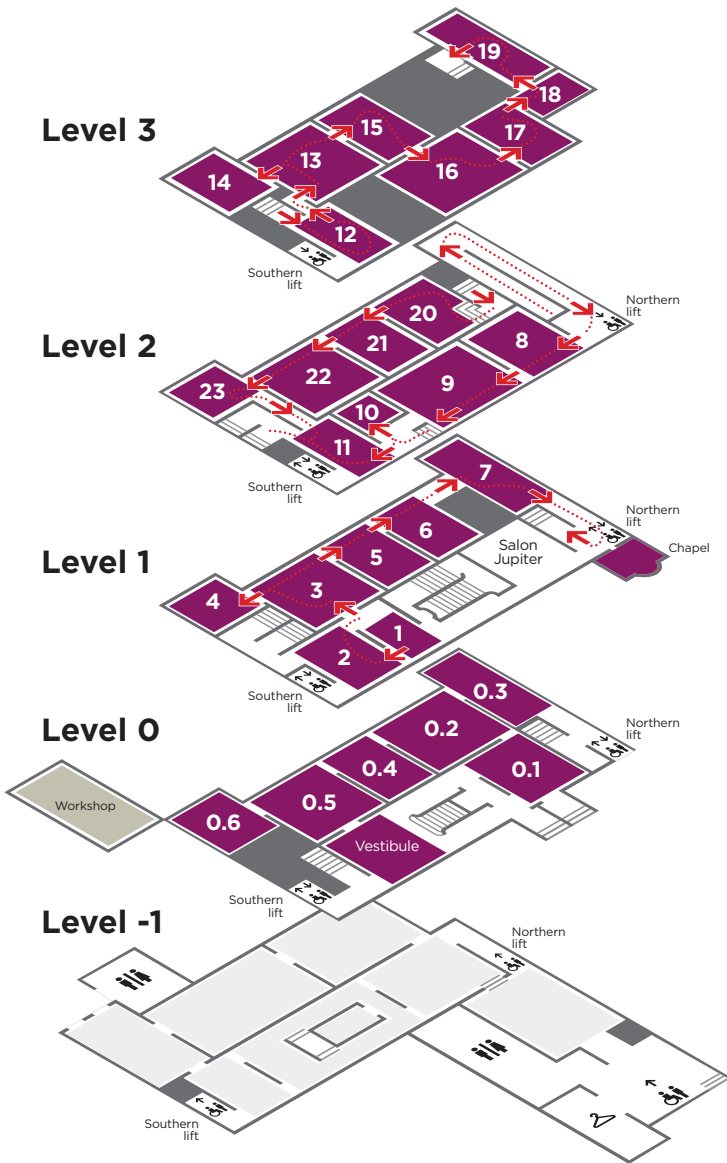 19
18
Level 3
15
17
13
16
14
12
Southern
lift
Northern
lift
20
8
Level 2
21
22
9
23
10
11
Southern
lift
7
Northern
lift
6
Salon
Jupiter
Chapel
Level 1
5
3
4
1
2
Southern
lift
0.3
Level 0
0.2
Northern
lift
0.4
0.1
Workshop
0.5
0.6
Vestibule
Southern
lift
Level -1
Northern
lift
Southern
lift